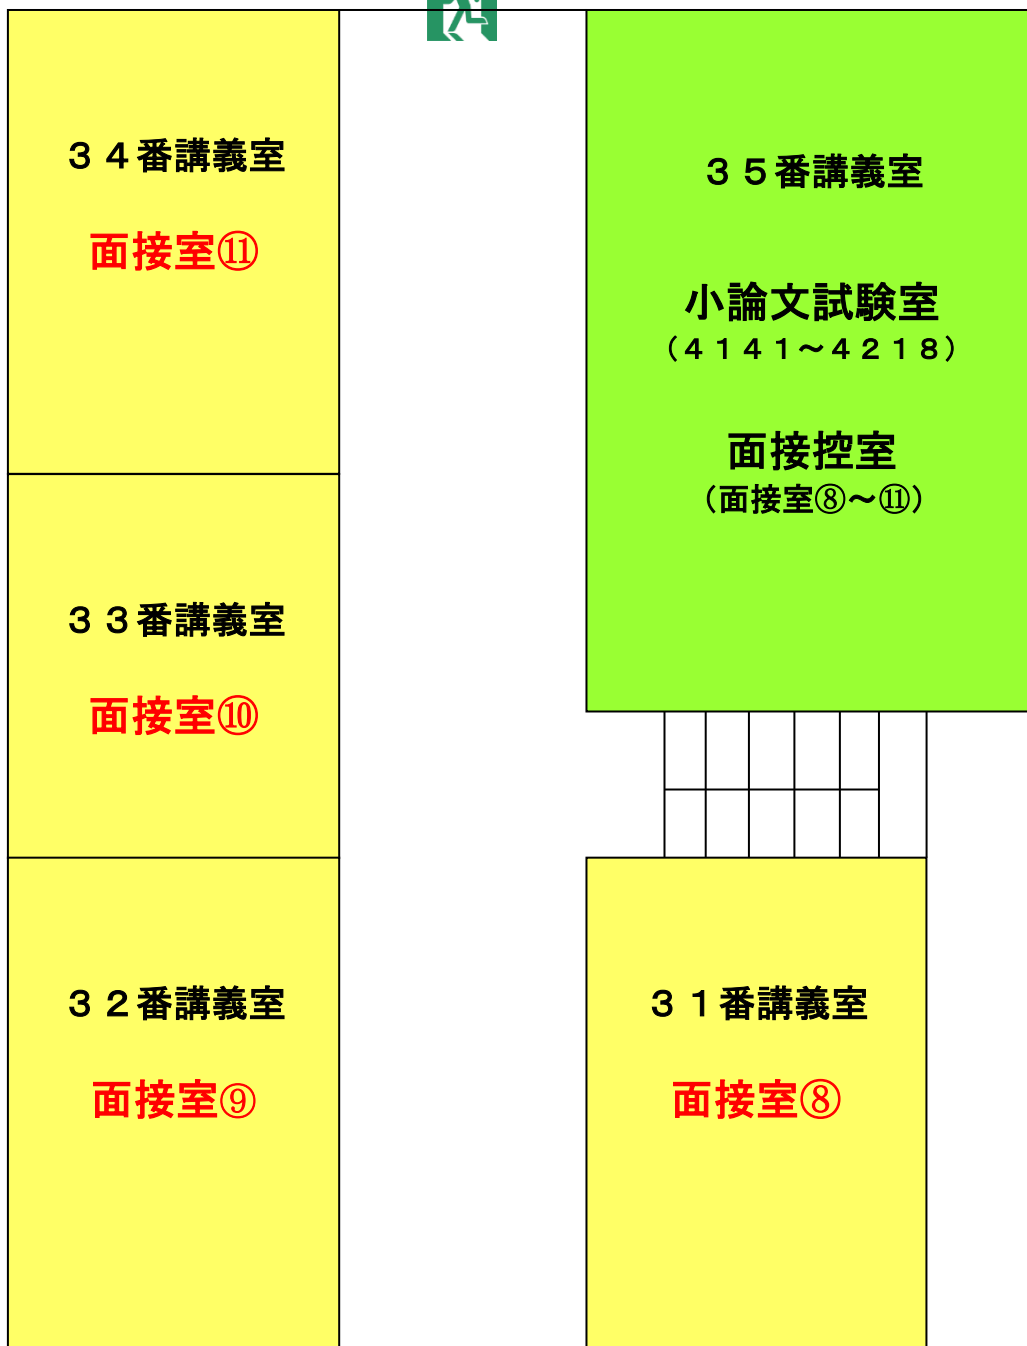 ３４番講義室
面接室⑪
３５番講義室
小論文試験室
（４１４１～４２１８）
面接控室
（面接室⑧～⑪）
３３番講義室
面接室⑩
３２番講義室
面接室⑨
３１番講義室
面接室⑧